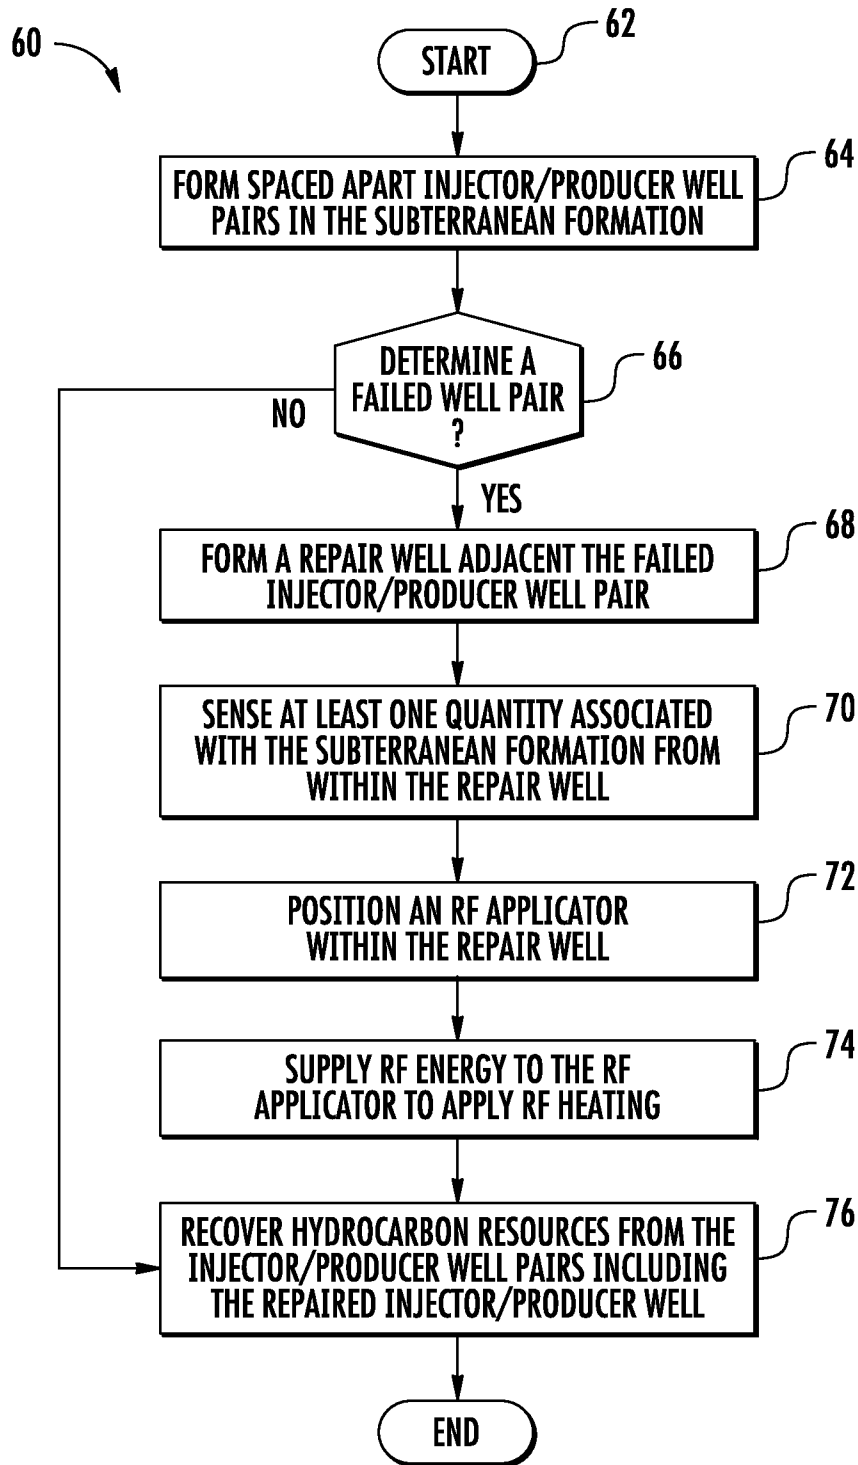 60
62
START
64
FORM SPACED APART INJECTOR/PRODUCER WELL
PAIRS IN THE SUBTERRANEAN FORMATION
66
DETERMINE A
FAILED WELL PAIR
?
NO
YES
68
FORM A REPAIR WELL ADJACENT THE FAILED
INJECTOR/PRODUCER WELL PAIR
70
SENSE AT LEAST ONE QUANTITY ASSOCIATED
WITH THE SUBTERRANEAN FORMATION FROM
WITHIN THE REPAIR WELL
72
POSITION AN RF APPLICATOR
WITHIN THE REPAIR WELL
74
SUPPLY RF ENERGY TO THE RF
APPLICATOR TO APPLY RF HEATING
76
RECOVER HYDROCARBON RESOURCES FROM THE
INJECTOR/PRODUCER WELL PAIRS INCLUDING
THE REPAIRED INJECTOR/PRODUCER WELL
END